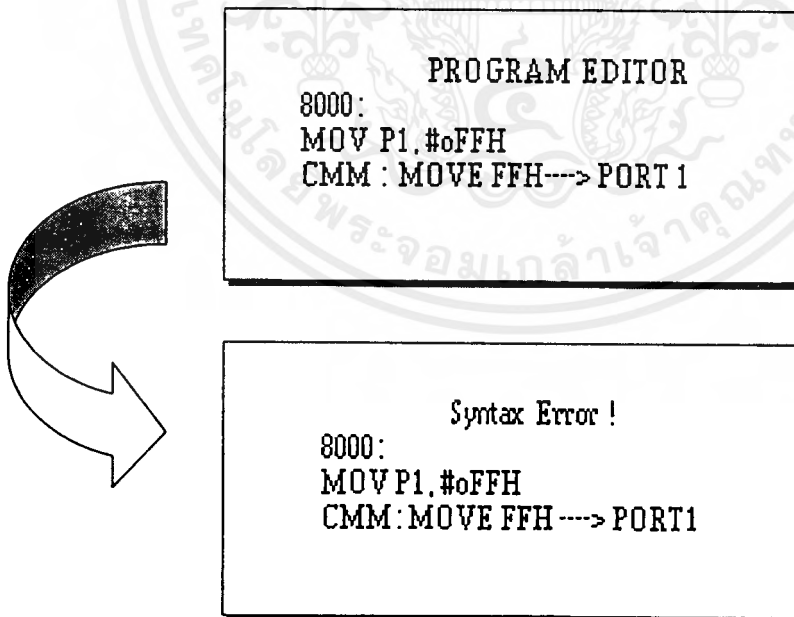 PROGRAM EDITOR
8000:
MOV P1,#oFFH
CMM : MOVE FFH----> PORT 1
Syntax Error !
8000:
MOV P1,#oFFH
CMM:MOVE FFH ----> PORT1